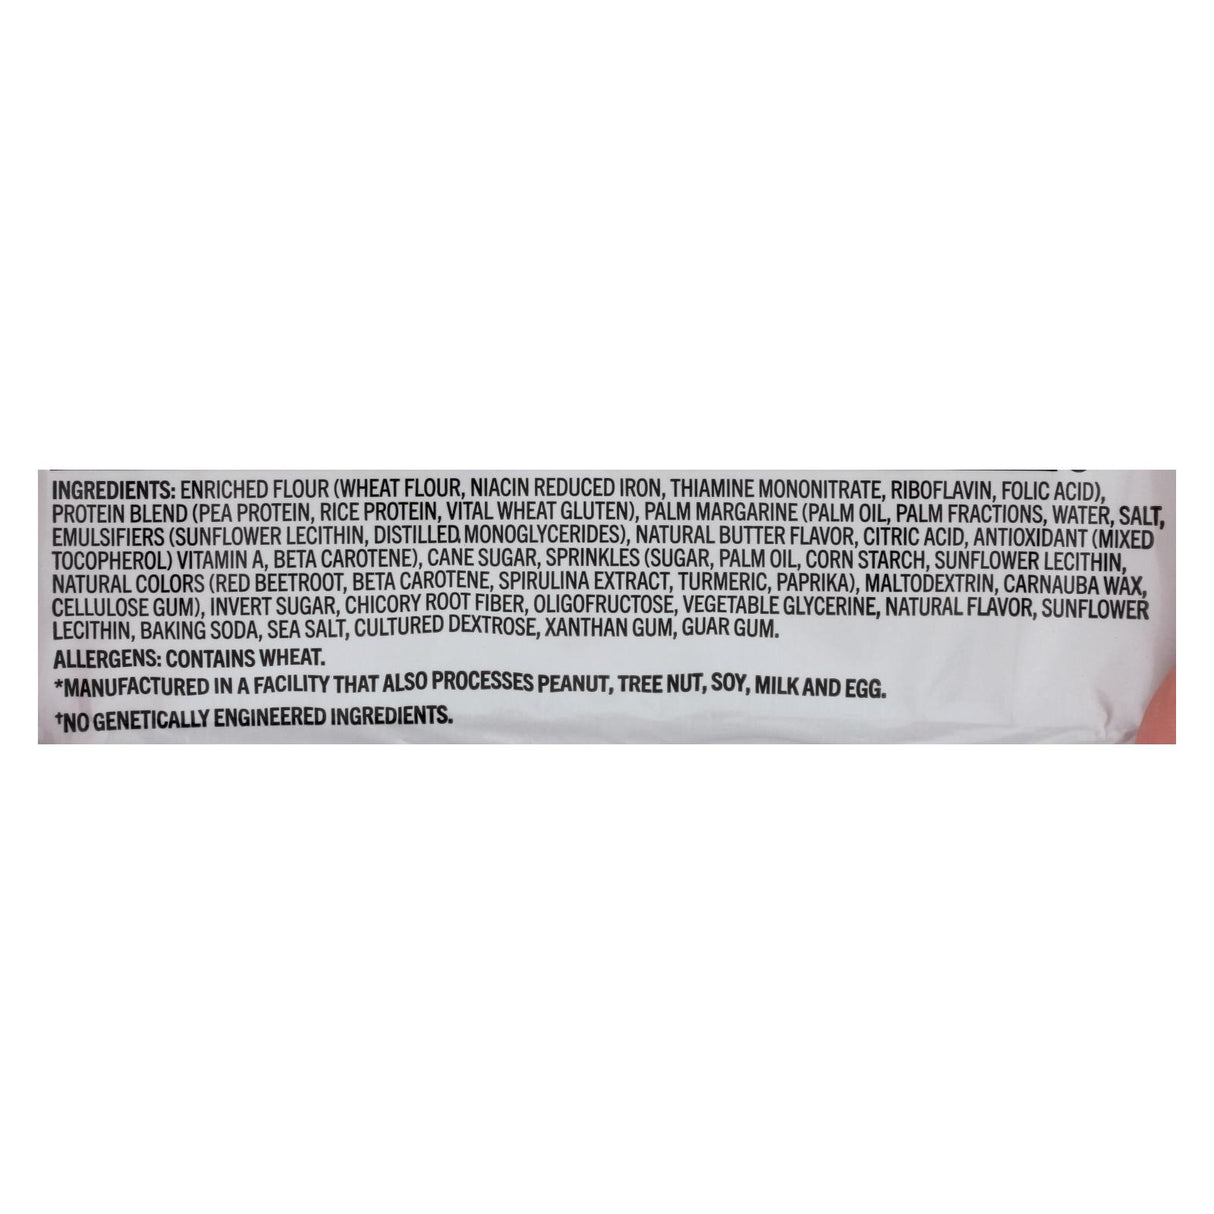 INGREDIENTS: ENRICHED FLOUR (WHEAT FLOUR, NIACIN REDUCED IRON, THIAMINE MONONITRATE, RIBOFLAVIN, FOLIC ACID),
PROTEIN BLEND (PEA PROTEIN, RICE PROTEIN, VITAL WHEAT GLUTEN), PALM MARGARINE (PALM OIL, PALM FRACTIONS, WATER, SALT,
EMULSIFIERS (SUNFLOWER LECITHIN, DISTILLED MONOGLYCERIDES), NATURAL BUTTER FLAVOR, CITRIC ACID, ANTIOXIDANT (MIXED
TOCOPHEROL) VITAMIN A, BETA CAROTENE), CANE SUGAR, SPRINKLES (SUGAR, PALM OIL, CORN STARCH, SUNFLOWER LECITHIN,
NATURAL COLORS (RED BEETROOT, BETA CAROTENE, SPIRULINA EXTRACT, TURMERIC, PAPRIKA), MALTODEXTRIN, CARNAUBA WAX,
CELLULOSE GUM), INVERT SUGAR, CHICORY ROOT FIBER, OLIGOFRUCTOSE, VEGETABLE GLYCERINE, NATURAL FLAVOR, SUNFLOWER
LECITHIN, BAKING SODA, SEA SALT, CULTURED DEXTROSE, XANTHAN GUM, GUAR GUM.
ALLERGENS: CONTAINS WHEAT.
*MANUFACTURED IN A FACILITY THAT ALSO PROCESSES PEANUT, TREE NUT, SOY, MILK AND EGG.
†NO GENETICALLY ENGINEERED INGREDIENTS.